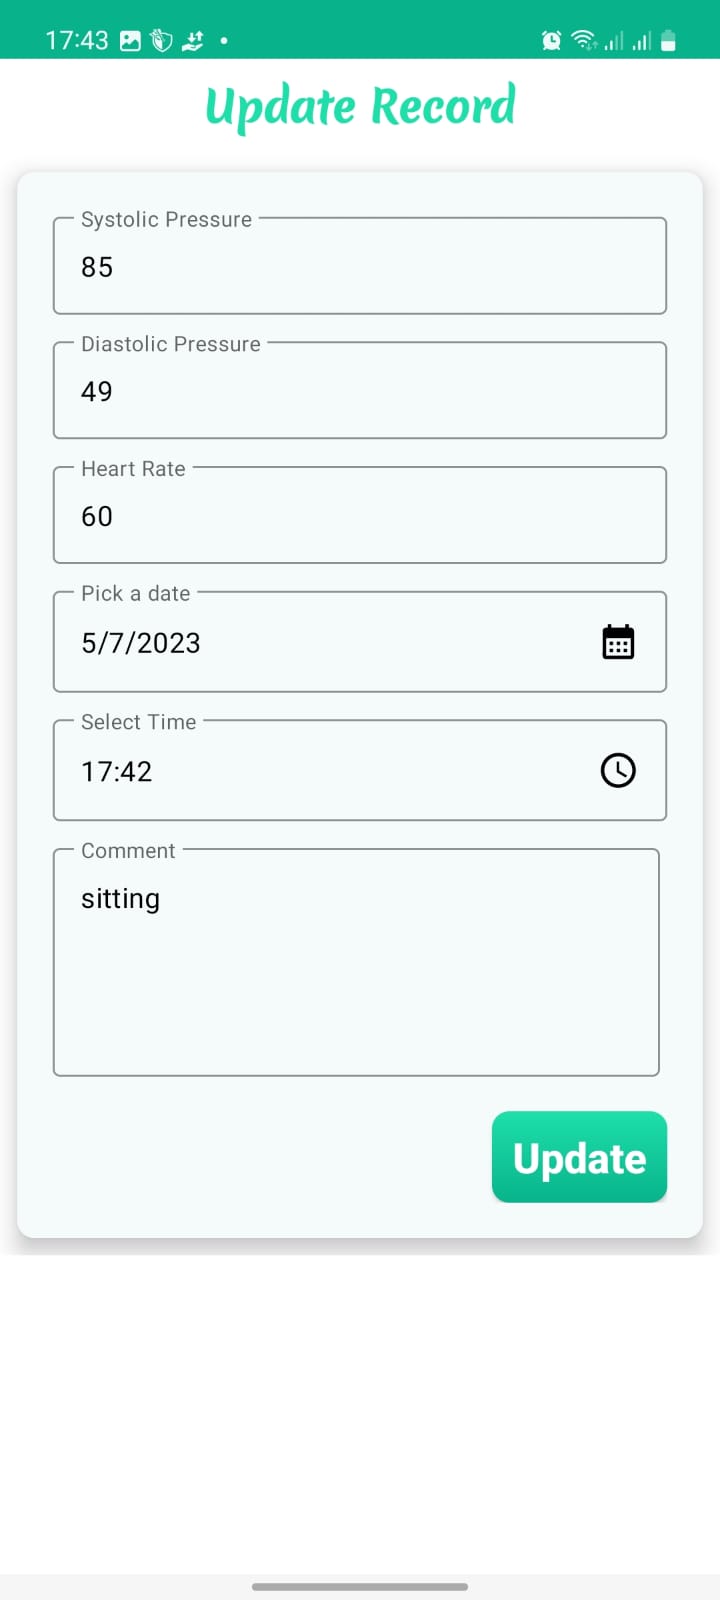 17:43
Update Record
Systolic Pressure
85
Diastolic Pressure
49
Heart Rate
60
Pick a date
5/7/2023
Select Time
17:42
Comment
sitting
Update